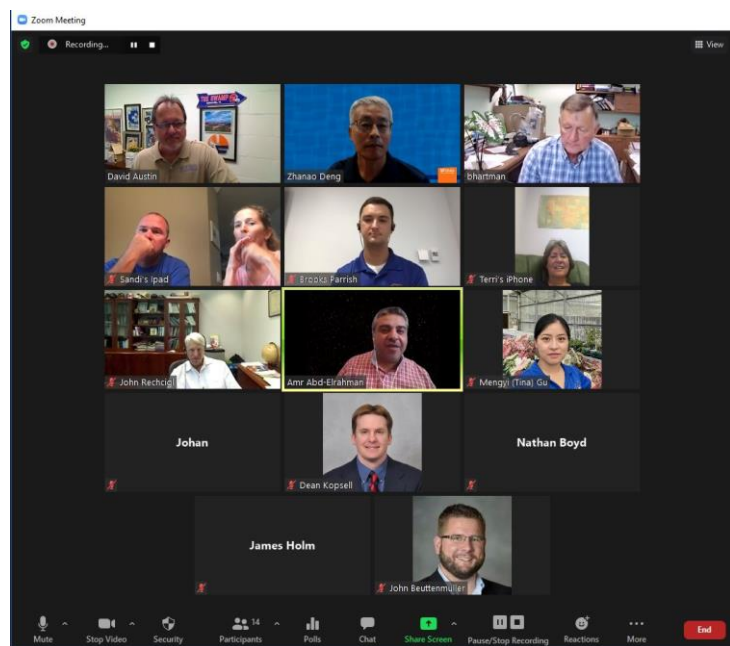 Zoom Meeting
Recording...
View
THE SWAMP
David Austin
Zhanao Deng
bhartman
Sandi's Ipad
Brooks Parrish
Terri's iPhone
John Rechcigl
Amr Abd-Elrahman
Mengyi (Tina) Gu
Johan
Dean Kopsell
Nathan Boyd
James Holm
John Beuttenmuller
Mute
Stop Video
Security
14
Participants
Polls
Chat
Share Screen
Pause/Stop Recording
Reactions
More
End